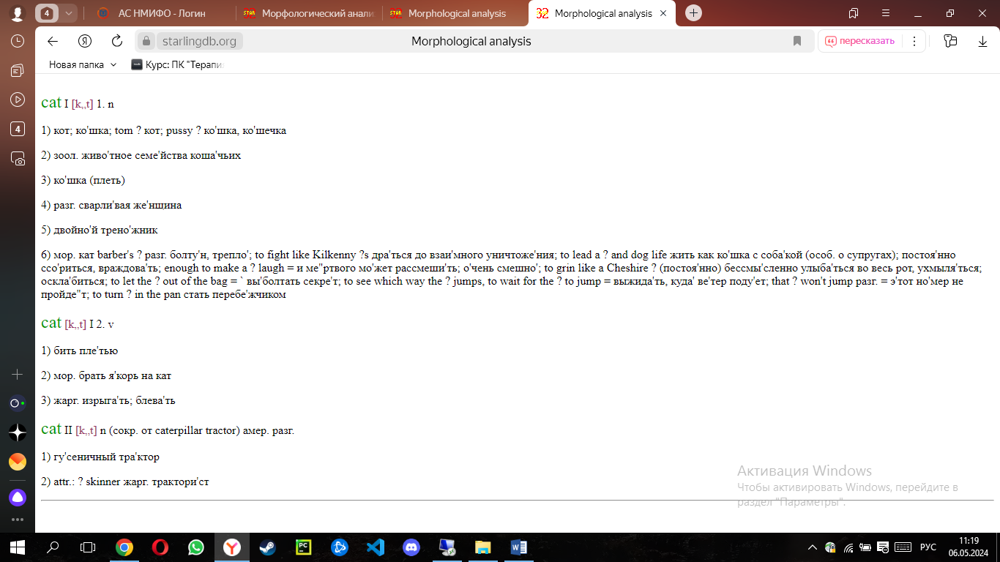 4
АС НМИФО - Логин
Морфологический анали
Morphological analysis
Morphological analysis
starlingdb.org
Morphological analysis
пересказать
Новая папка
Курс: ПК "Терапия
4
cat I [k,,t] 1. n
1) кот; ко'шка; tom ? кот; pussy ? ко'шка, ко'шечка
2) зоол. живо'тное семе'йства коша'чьих
3) ко'шка (плеть)
4) разг. сварли'вая же'нщина
5) двойно'й трено'жник
6) мор. кат barber's ? разг. болту'н, трепло'; to fight like Kilkenny ?s дра'ться до взаи'много уничтоже'ния; to lead a ? and dog life жить как ко'шка с соба'кой (особ. о супругах); постоя'нно
ссо'риться, враждова'ть; enough to make a ? laugh = и ме"ртвого мо'жет рассмеши'ть; о'чень смешно'; to grin like a Cheshire ? (постоя'нно) бессмы'сленно улыба'ться во весь рот, ухмыля'ться;
оскла'биться; to let the ? out of the bag = ` вы'болтать секре'т; to see which way the ? jumps, to wait for the ? to jump = выжида'ть, куда' ве'тер поду'ет; that ? won't jump разг. = э'тот но'мер не
пройде"т; to turn ? in the pan стать перебе'жчиком
cat [k,,t] I 2. v
1) бить пле'тью
2) мор. брать я'корь на кат
3) жарг. изрыга'ть; блева'ть
cat II [k,,t] n (сокр. от caterpillar tractor) амер. разг.
1) гу'сеничный тра'ктор
2) attr.: ? skinner жарг. трактори'ст
Активация Windows
Чтобы активировать Windows, перейдите в
раздел "Параметры".
РУС
11:19
06.05.2024